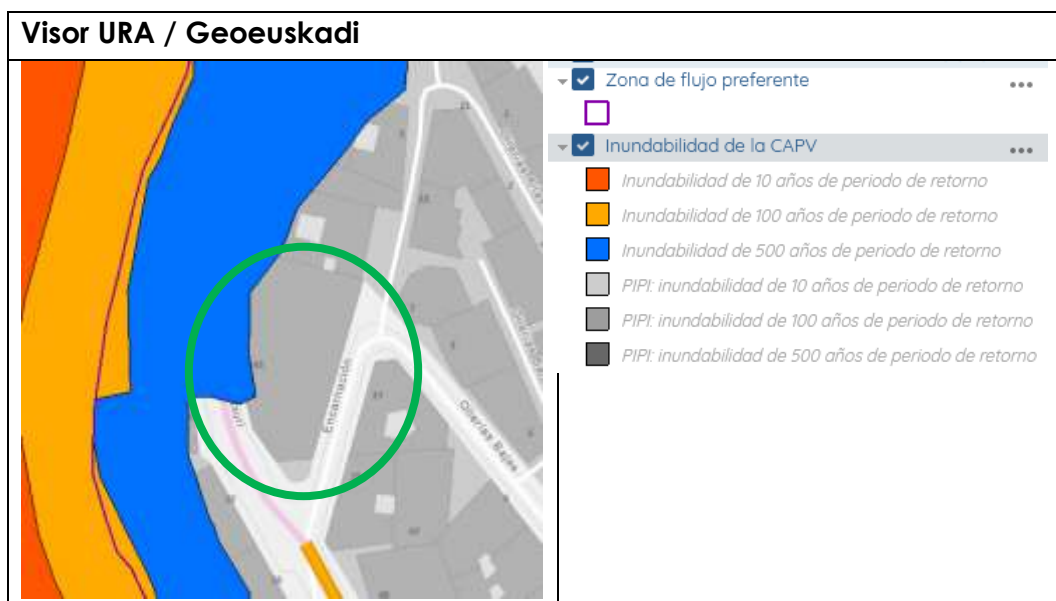 Visor URA / Geoeuskadi
Zona de flujo preferente
Inundabilidad de la CAPV
Inundabilidad de 10 años de periodo de retorno
Inundabilidad de 100 años de periodo de retorno
Inundabilidad de 500 años de periodo de retorno
PIPI: inundabilidad de 10 años de periodo de retorno
PIPI: inundabilidad de 100 años de periodo de retorno
PIPI: inundabilidad de 500 años de periodo de retorno
Encarnación
Ollerías Bajas